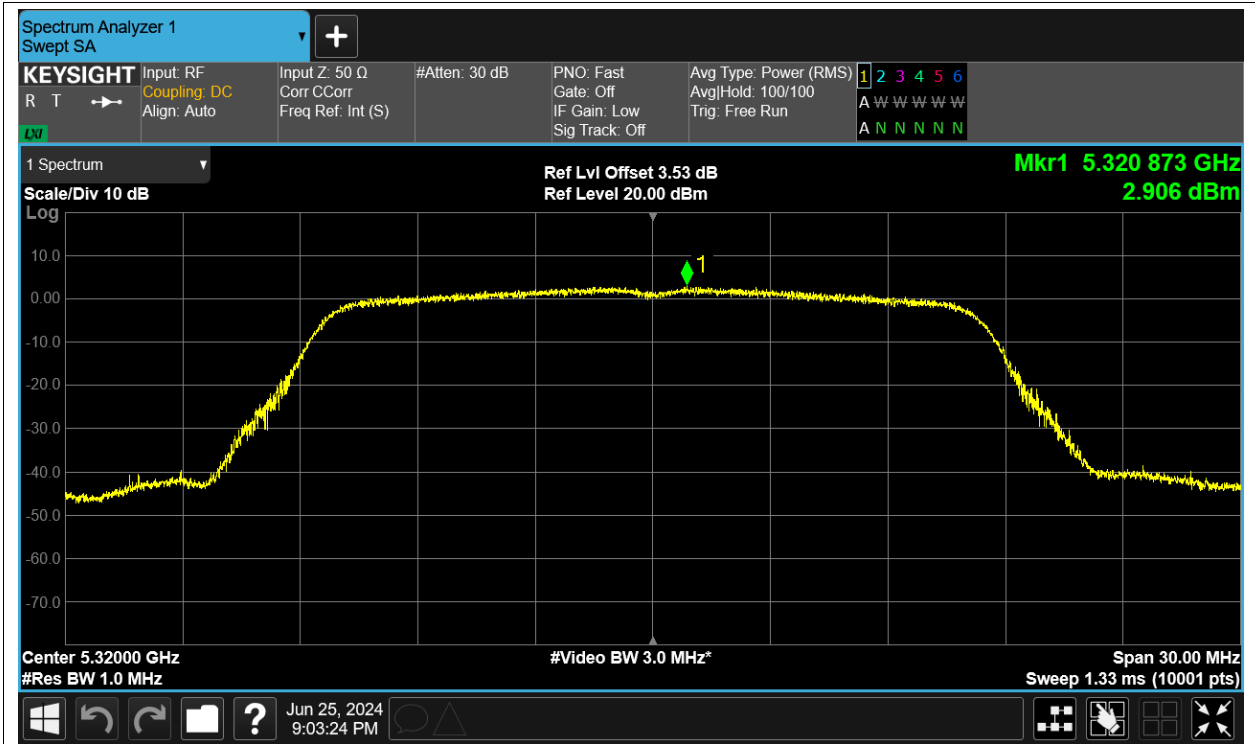 Spectrum Analyzer 1
Swept SA
KEYSIGHT
R T
LXI
Input: RF
Coupling: DC
Align: Auto
Input Z: 50 Ω
Corr CCorr
Freq Ref: Int (S)
#Atten: 30 dB
PNO: Fast
Gate: Off
IF Gain: Low
Sig Track: Off
Avg Type: Power (RMS)
Avg|Hold: 100/100
Trig: Free Run
1 2 3 4 5 6
A W W W W W
A N N N N N
1 Spectrum
Scale/Div 10 dB
Log
Ref Lvl Offset 3.53 dB
Ref Level 20.00 dBm
Mkr1 5.320 873 GHz
2.906 dBm
1
10.0
0.00
-10.0
-20.0
-30.0
-40.0
-50.0
-60.0
-70.0
Center 5.32000 GHz
#Res BW 1.0 MHz
#Video BW 3.0 MHz*
Span 30.00 MHz
Sweep 1.33 ms (10001 pts)
?
Jun 25, 2024
9:03:24 PM